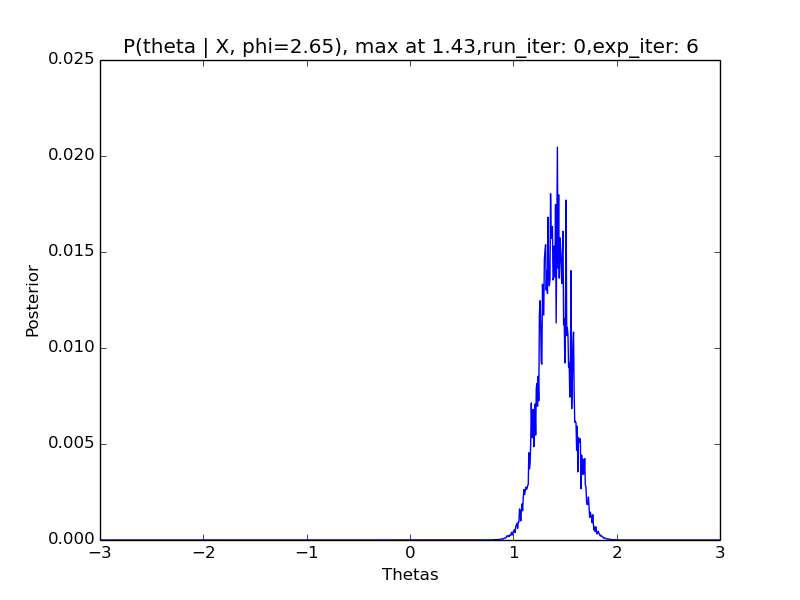 P(theta | X, phi=2.65), max at 1.43,run_iter: 0,exp_iter: 6
0.025
0.020
0.015
0.010
0.005
0.000
Posterior
−3 −2 −1 0 1 2 3
Thetas